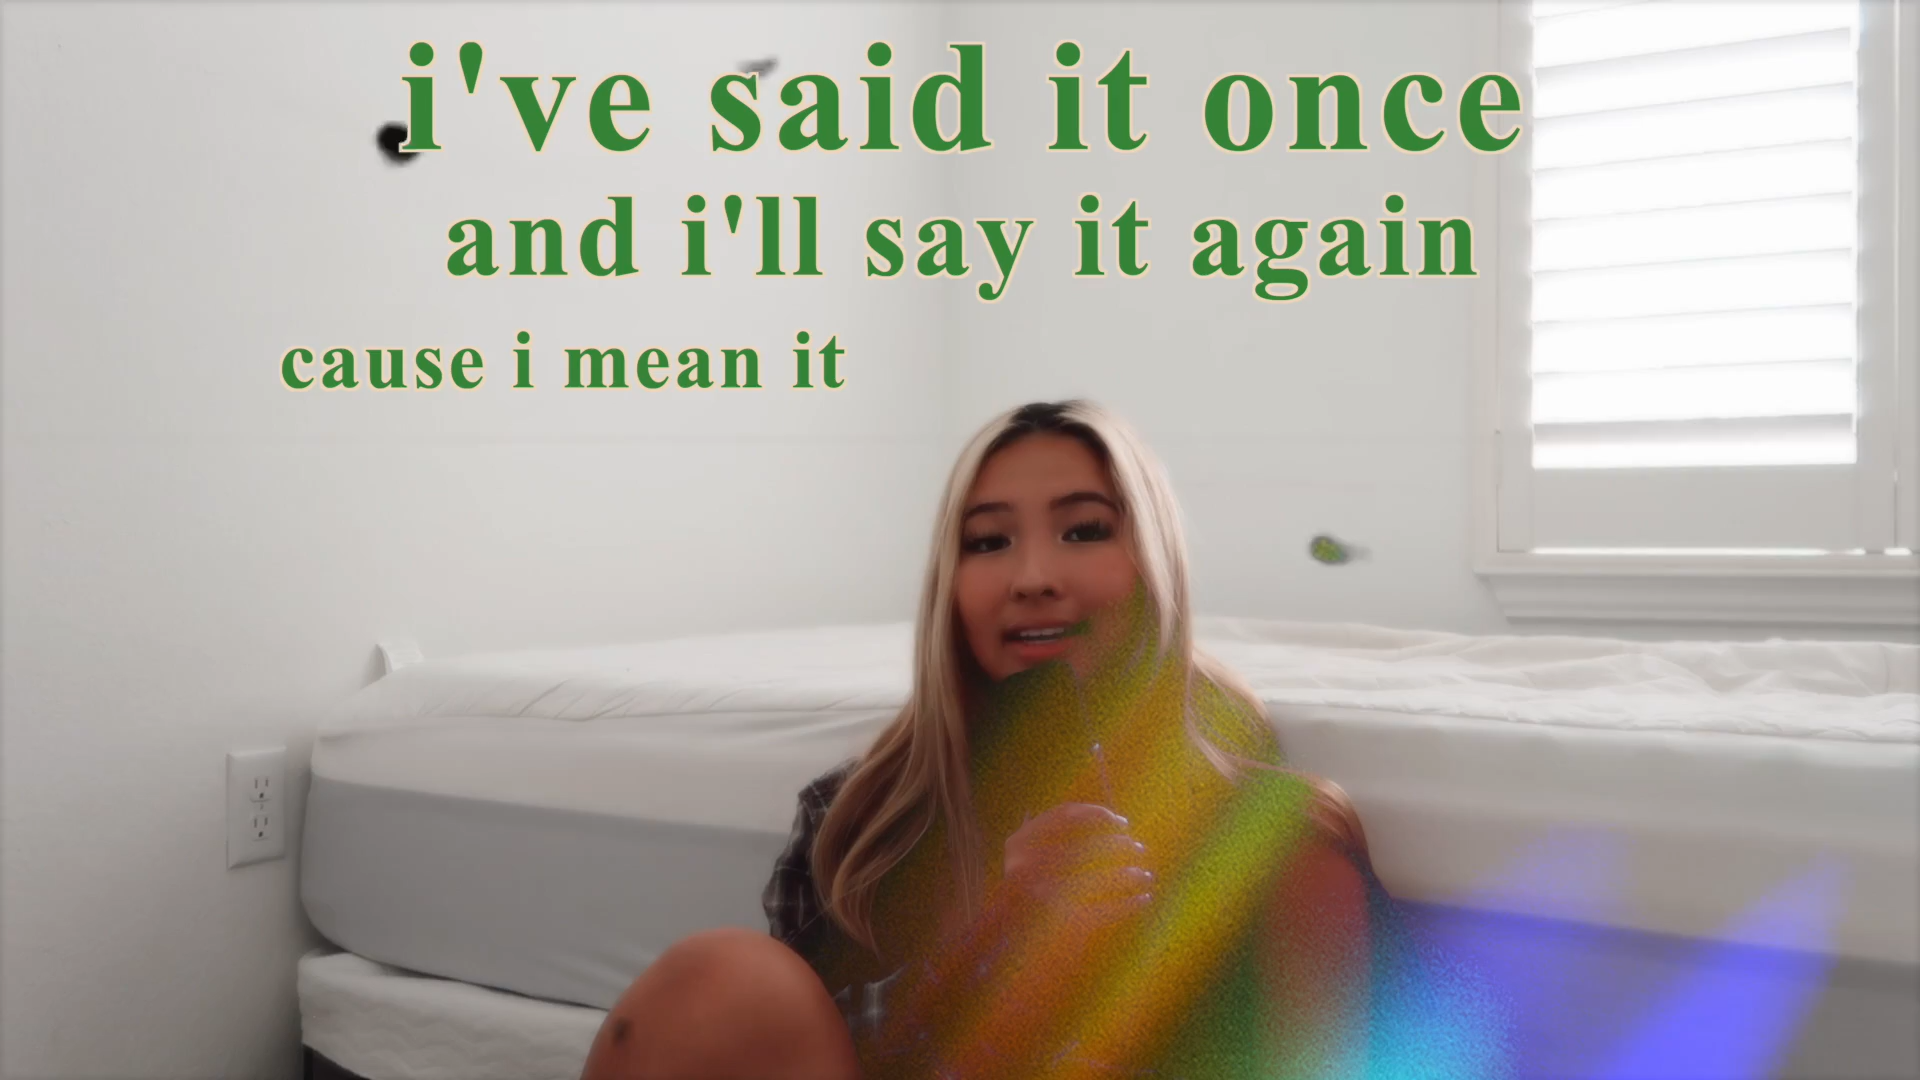 i've said it once
and i'll say it again
cause i mean it